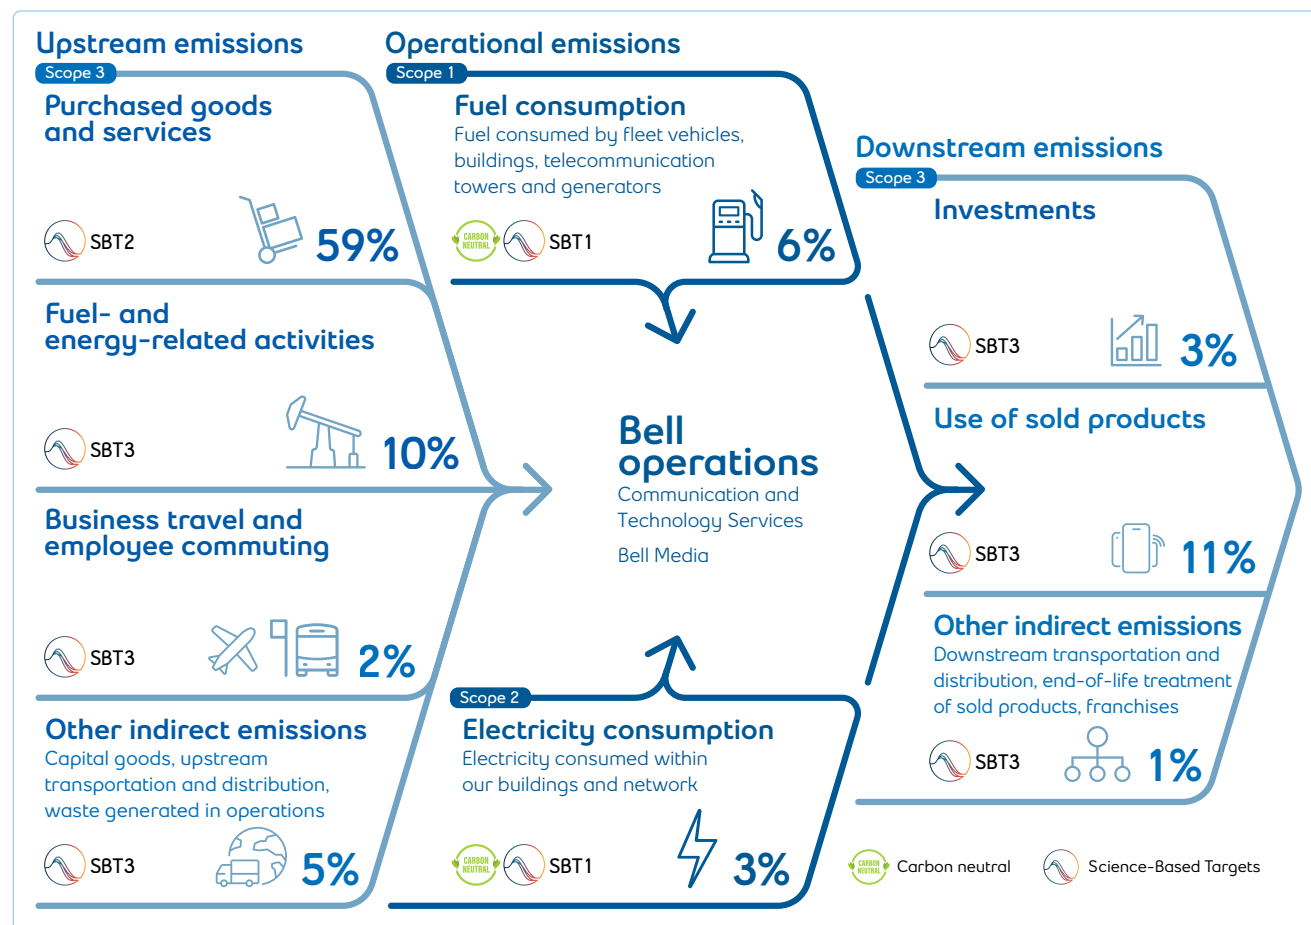 Upstream emissions
Scope 3
Purchased goods
and services
SBT2
59%
Fuel- and
energy-related activities
SBT3
10%
Business travel and
employee commuting
SBT3
2%
Other indirect emissions
Capital goods, upstream
transportation and distribution,
waste generated in operations
SBT3
5%
Operational emissions
Scope 1
Fuel consumption
Fuel consumed by fleet vehicles,
buildings, telecommunication
towers and generators
CARBON
NEUTRAL
SBT1
6%
Bell
operations
Communication and
Technology Services
Bell Media
Scope 2
Electricity consumption
Electricity consumed within
our buildings and network
CARBON
NEUTRAL
SBT1
3%
Downstream emissions
Scope 3
Investments
SBT3
3%
Use of sold products
SBT3
11%
Other indirect emissions
Downstream transportation and
distribution, end-of-life treatment
of sold products, franchises
SBT3
1%
CARBON
NEUTRAL
Carbon neutral
Science-Based Targets